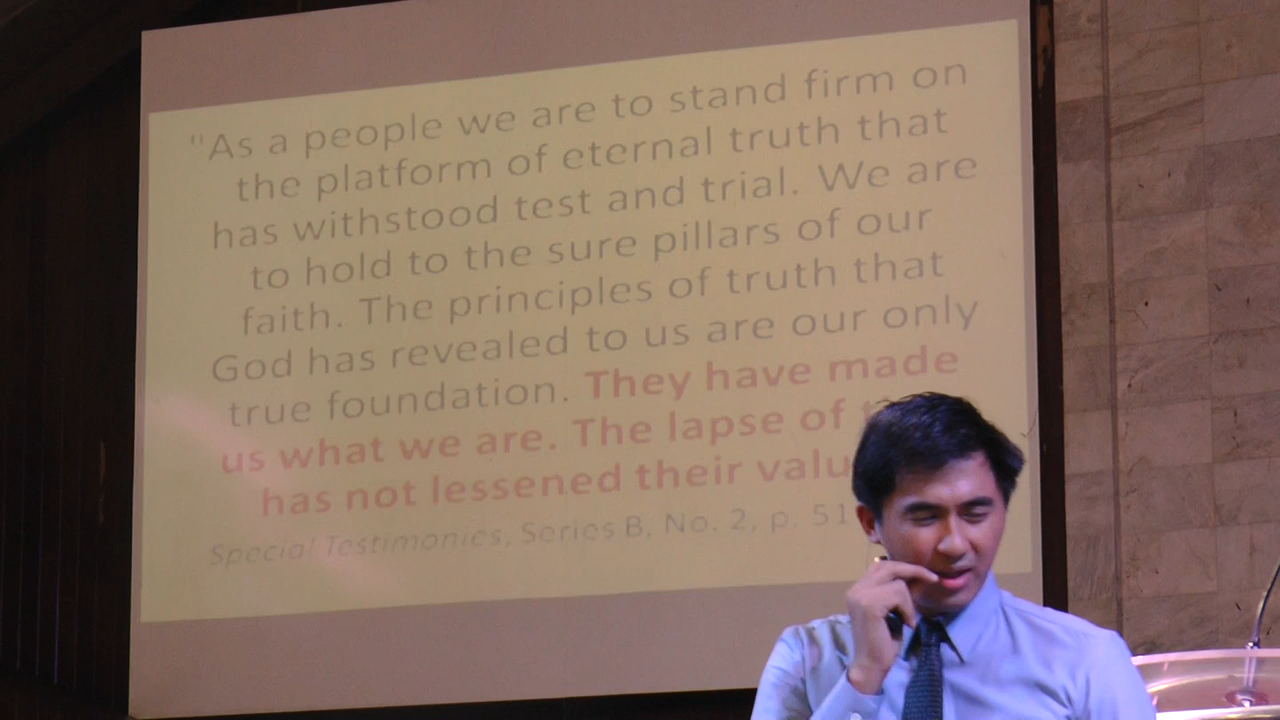 "As a people we are to stand firm on
the platform of eternal truth that
has withstood test and trial. We are
to hold to the sure pillars of our
faith. The principles of truth that
God has revealed to us are our only
true foundation. They have made
us what we are. The lapse of
has not lessened their valu
Special Testimonies, Series B, No. 2, p. 51